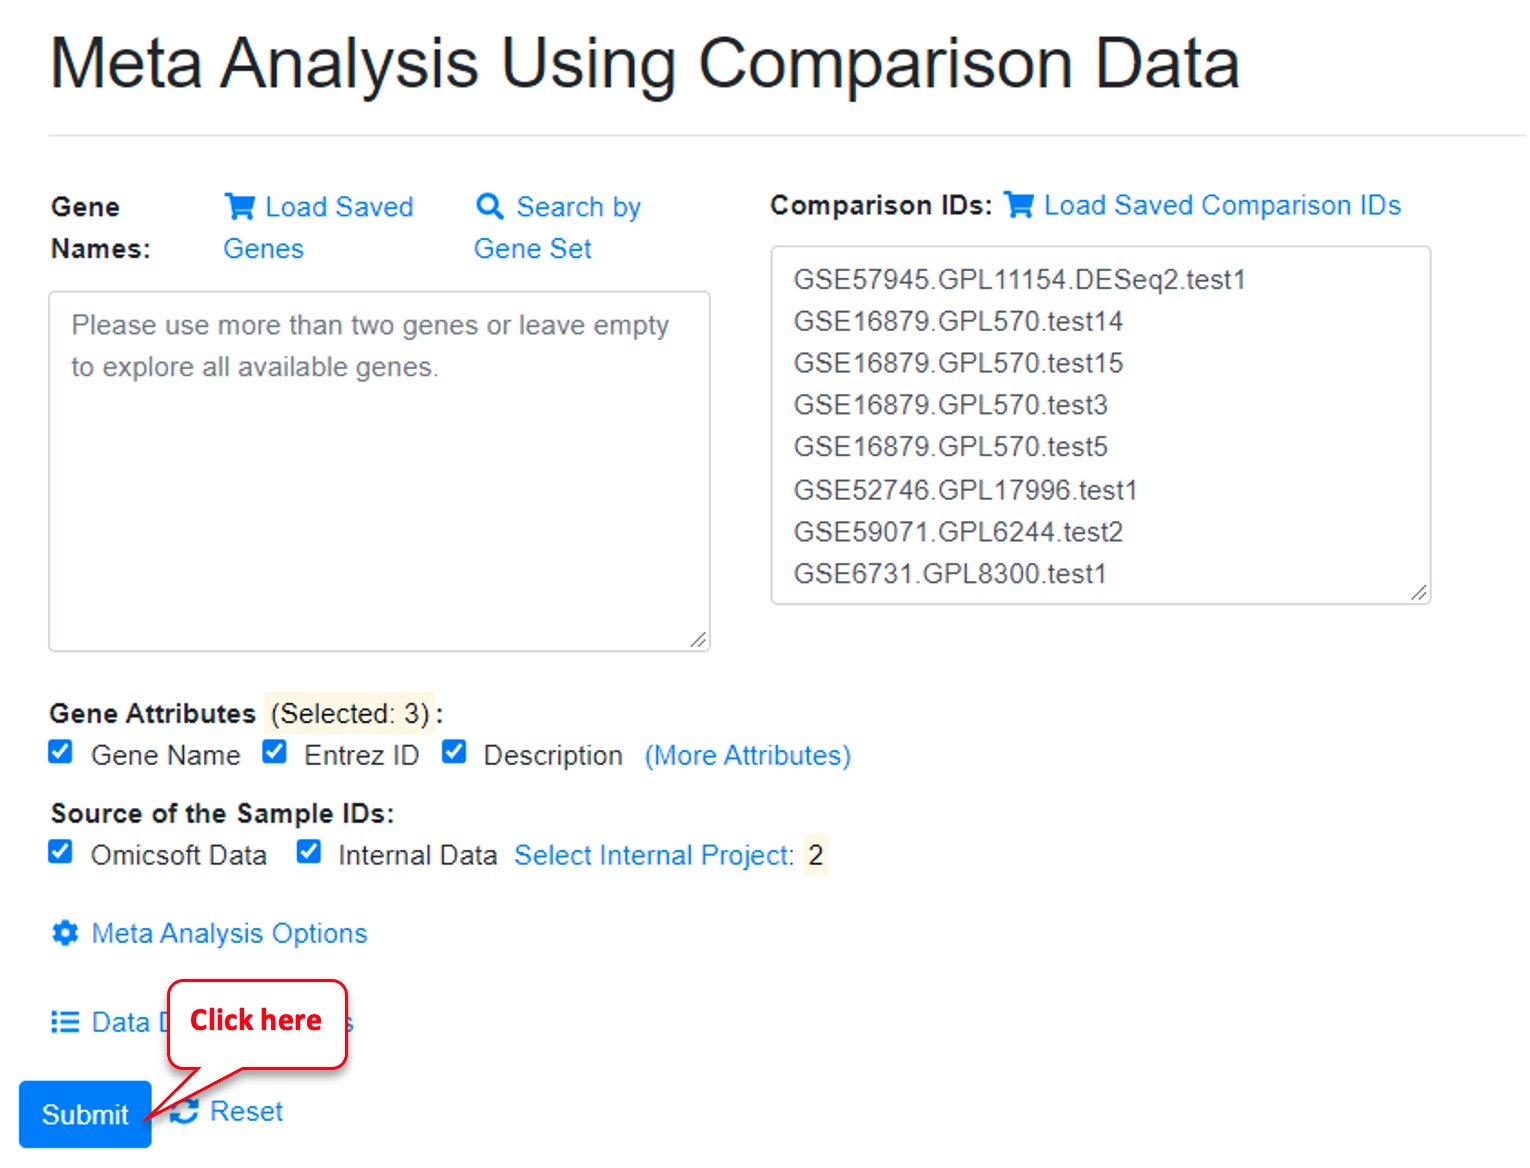 Meta Analysis Using Comparison Data
Gene Names:
Load Saved Genes
Search by Gene Set
Please use more than two genes or leave empty
to explore all available genes.
Comparison IDs: Load Saved Comparison IDs
GSE57945.GPL11154.DESeq2.test1
GSE16879.GPL570.test14
GSE16879.GPL570.test15
GSE16879.GPL570.test3
GSE16879.GPL570.test5
GSE52746.GPL17996.test1
GSE59071.GPL6244.test2
GSE6731.GPL8300.test1
Gene Attributes (Selected: 3) :
Gene Name Entrez ID Description (More Attributes)
Source of the Sample IDs:
Omicsoft Data Internal Data Select Internal Project: 2
Meta Analysis Options
Data
Click here
Submit Reset